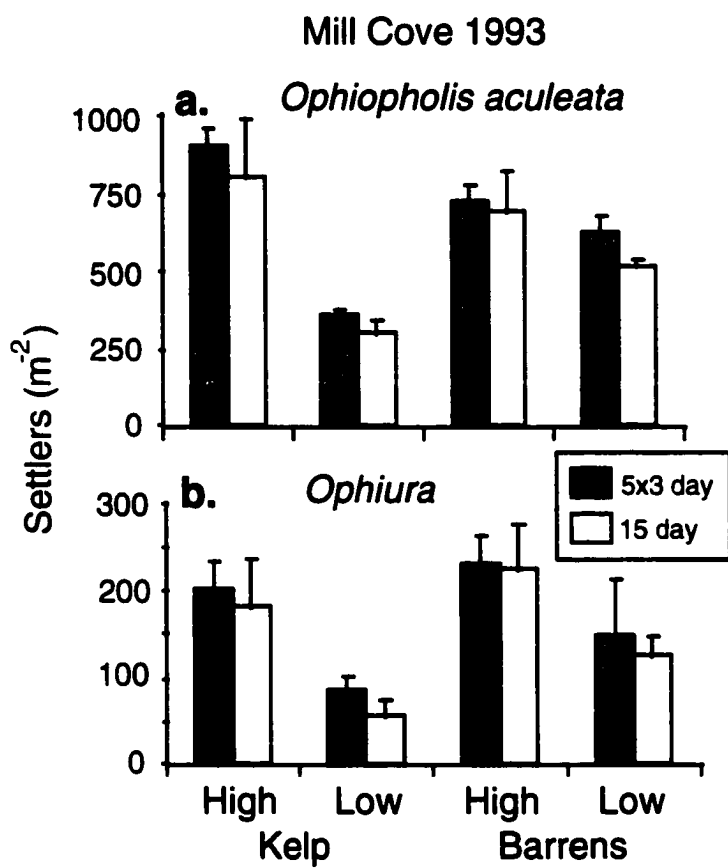 Mill Cove 1993
a. Ophiopholis aculeata
1000
750
500
250
0
Settlers (m-2)
b. Ophiura
5x3 day
15 day
300
200
100
0
High Low High Low
Kelp Barrens